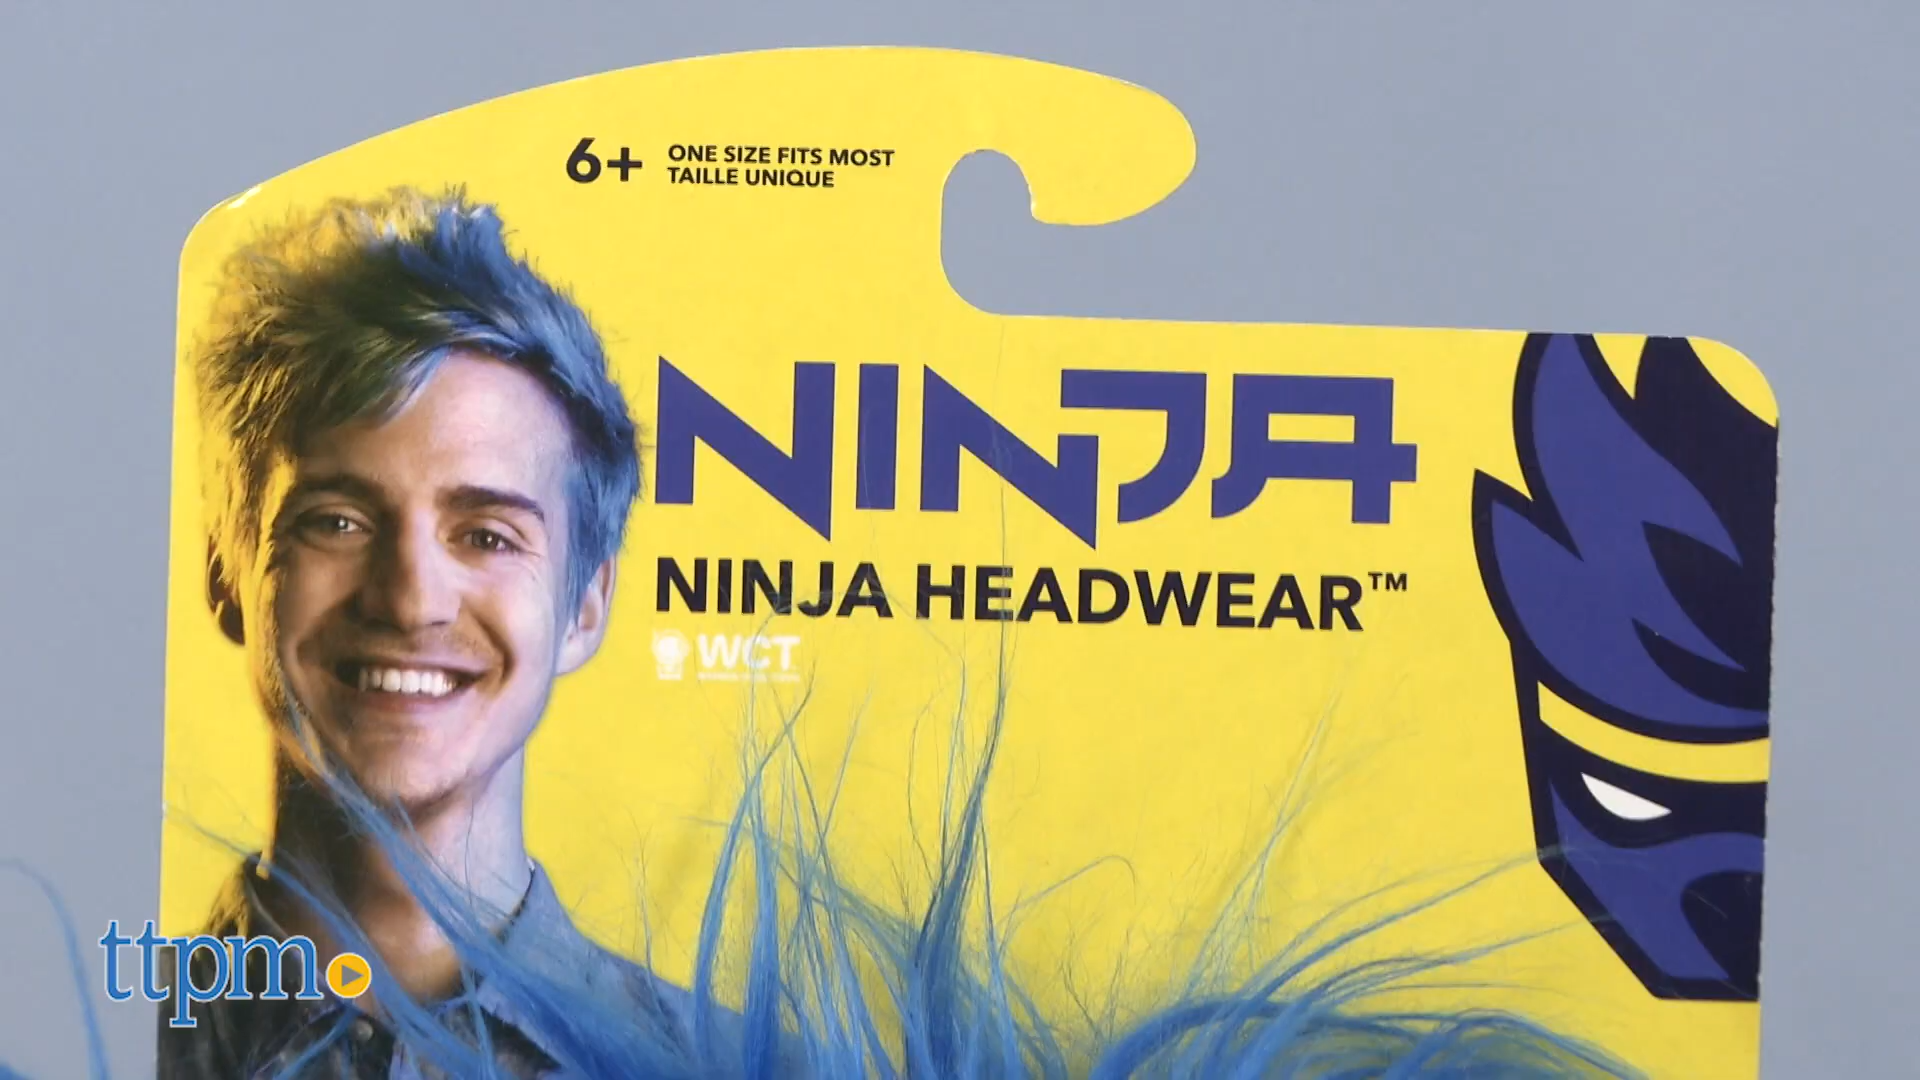 6+ ONE SIZE FITS MOST
TAILLE UNIQUE
NINJA
NINJA HEADWEAR™
WCT
ttpm